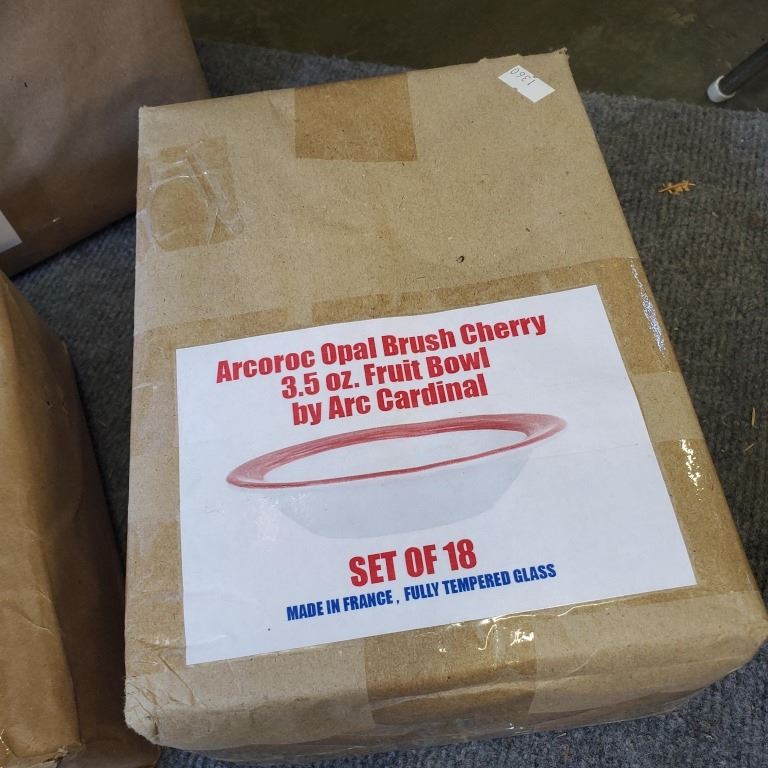 1360
Arcoroc Opal Brush Cherry
3.5 oz. Fruit Bowl
by Arc Cardinal
SET OF 18
MADE IN FRANCE , FULLY TEMPERED GLASS